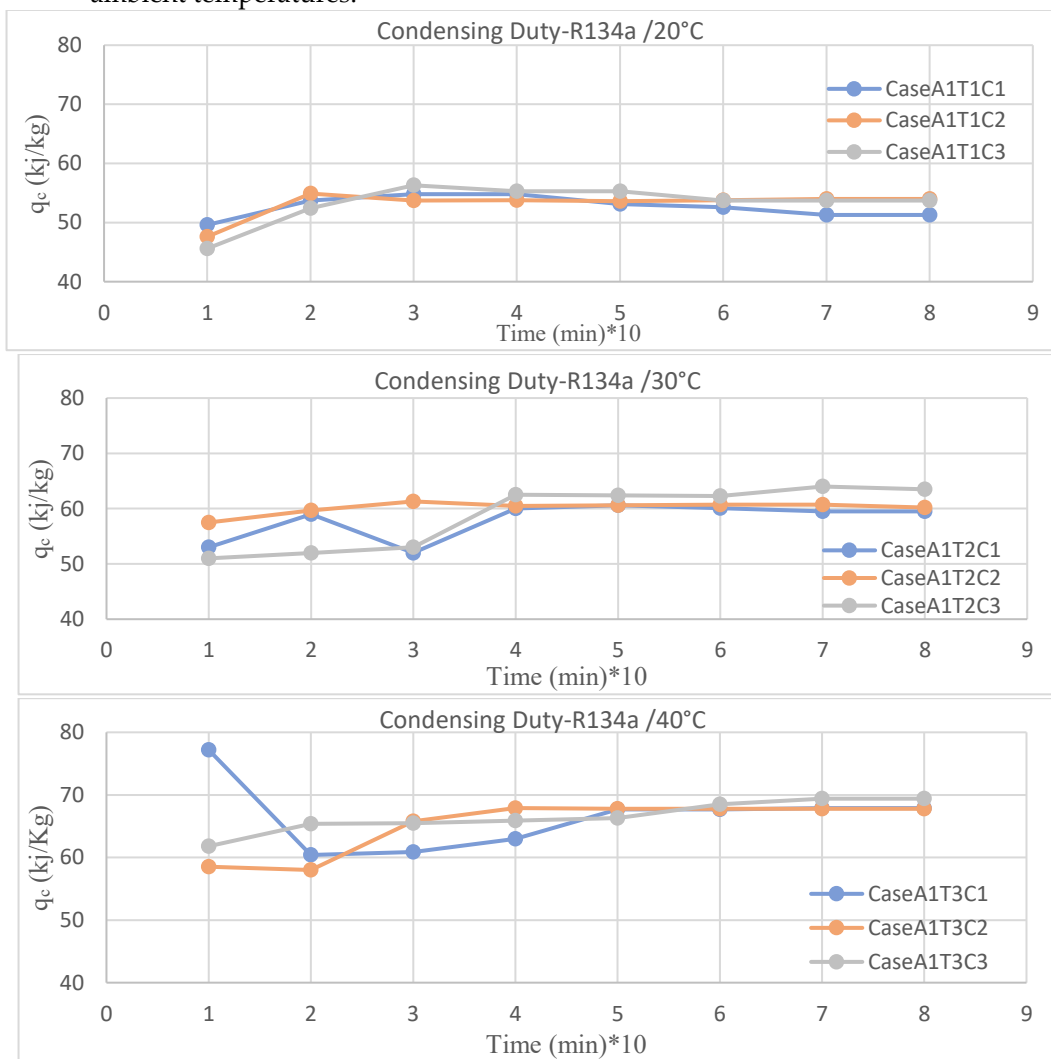 ambient temperatures.
Condensing Duty-R134a /20°C
80
70
60
50
40
qc (kj/kg)
CaseA1T1C1
CaseA1T1C2
CaseA1T1C3
0 1 2 3 4 5 6 7 8 9
Time (min)*10
Condensing Duty-R134a /30°C
80
70
60
50
40
qc (kj/kg)
CaseA1T2C1
CaseA1T2C2
CaseA1T2C3
0 1 2 3 4 5 6 7 8 9
Time (min)*10
Condensing Duty-R134a /40°C
80
70
60
50
40
qc (kj/Kg)
CaseA1T3C1
CaseA1T3C2
CaseA1T3C3
0 1 2 3 4 5 6 7 8 9
Time (min)*10